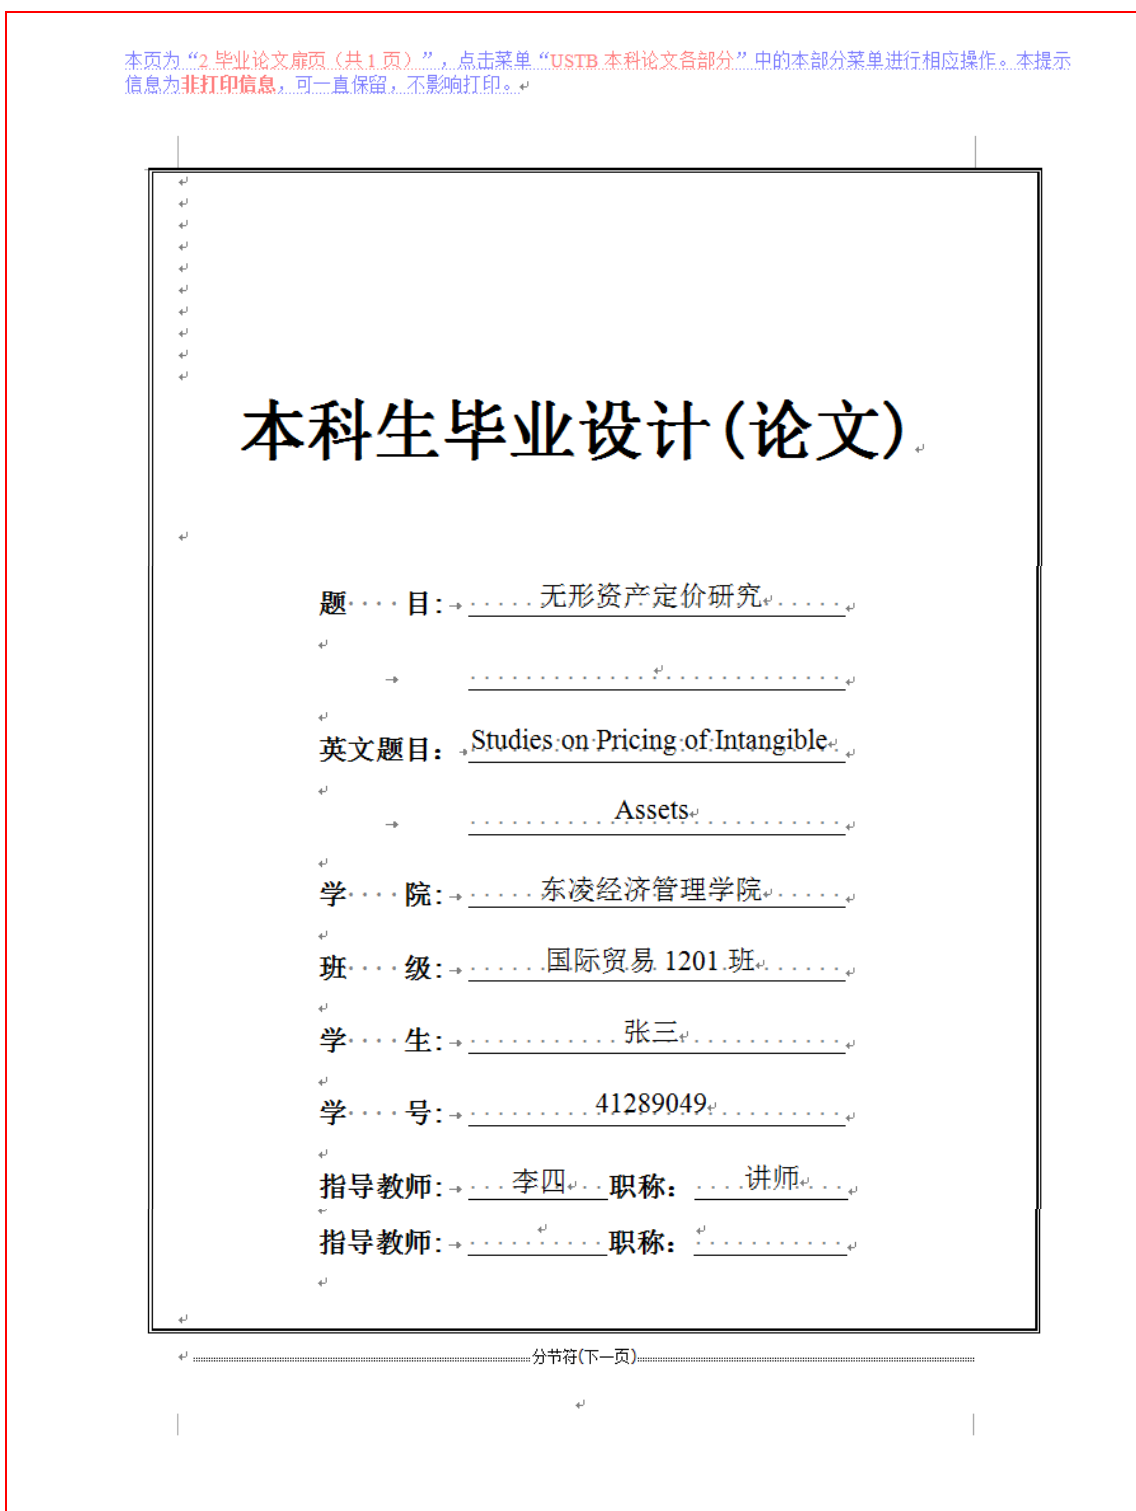 本页为“2 毕业论文扉页（共 1 页）”，点击菜单“USTB 本科论文各部分”中的本部分菜单进行相应操作。本提示
信息为非打印信息，可一直保留，不影响打印。
本科生毕业设计(论文)
题 目: 无形资产定价研究
英文题目： Studies on Pricing of Intangible
Assets
学 院: 东凌经济管理学院
班 级: 国际贸易 1201 班
学 生: 张三
学 号: 41289049
指导教师: 李四 职称： 讲师
指导教师: 职称：
分节符(下一页)